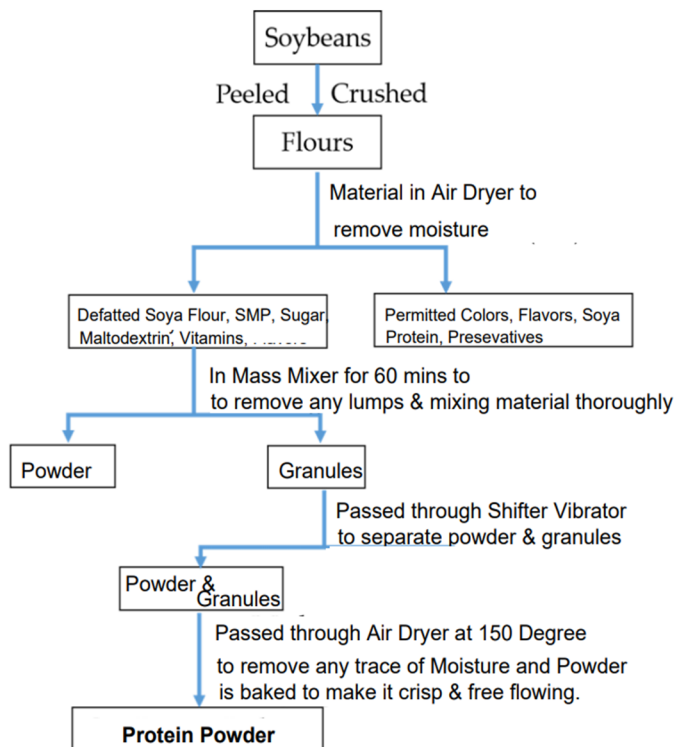 Soybeans
Peeled Crushed
Flours
Material in Air Dryer to
remove moisture
Defatted Soya Flour, SMP, Sugar,
Maltodextrin, Vitamins,
Permitted Colors, Flavors, Soya
Protein, Presevatives
In Mass Mixer for 60 mins to
to remove any lumps & mixing material thoroughly
Powder
Granules
Passed through Shifter Vibrator
to separate powder & granules
Powder &
Granules
Passed through Air Dryer at 150 Degree
to remove any trace of Moisture and Powder
is baked to make it crisp & free flowing.
Protein Powder